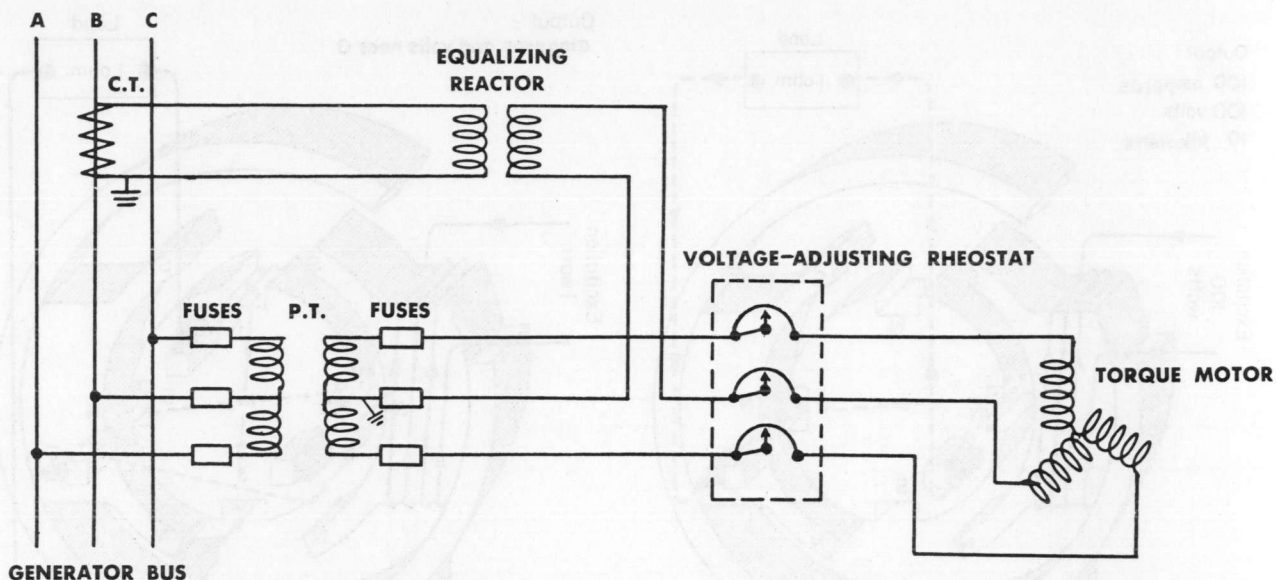 A B C
C.T.
EQUALIZING
REACTOR
VOLTAGE-ADJUSTING RHEOSTAT
FUSES P.T. FUSES
TORQUE MOTOR
GENERATOR BUS